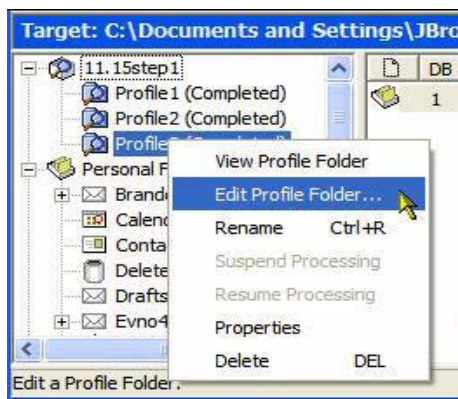 Target: C:\Documents and Settings\JBro
11.15step1
DB
Profile1 (Completed)
1
Profile2 (Completed)
Personal F
View Profile Folder
Brand
Edit Profile Folder...
Calen
Rename Ctrl+R
Conta
Suspend Processing
Delete
Resume Processing
Drafts
Evno4
Properties
Delete DEL
Edit a Profile Folder.